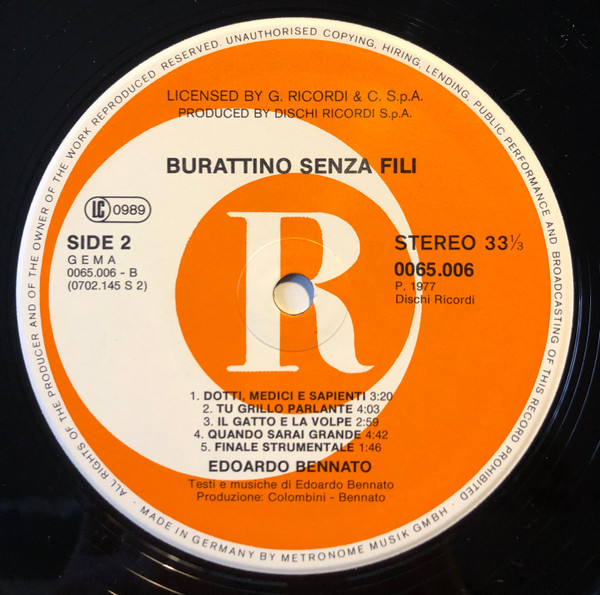 ALL RIGHTS OF THE PRODUCER AND OF THE OWNER OF THE WORK REPRODUCED RESERVED. UNAUTHORISED COPYING, HIRING, LENDING, PUBLIC PERFORMANCE AND BROADCASTING OF THIS RECORD PROHIBITED
LICENSED BY G. RICORDI & C. S.p.A.
PRODUCED BY DISCHI RICORDI S.p.A.
BURATTINO SENZA FILI
LC 0989
SIDE 2
GEMA
0065.006 - B
(0702.145 S 2)
R
STEREO 33⅓
0065.006
P. 1977
Dischi Ricordi
1. DOTTI, MEDICI E SAPIENTI 3:20
2. TU GRILLO PARLANTE 4:03
3. IL GATTO E LA VOLPE 2:59
4. QUANDO SARAI GRANDE 4:42
5. FINALE STRUMENTALE 1:46
EDOARDO BENNATO
Testi e musiche di Edoardo Bennato
Produzione: Colombini - Bennato
- MADE IN GERMANY BY METRONOME MUSIK GMBH -